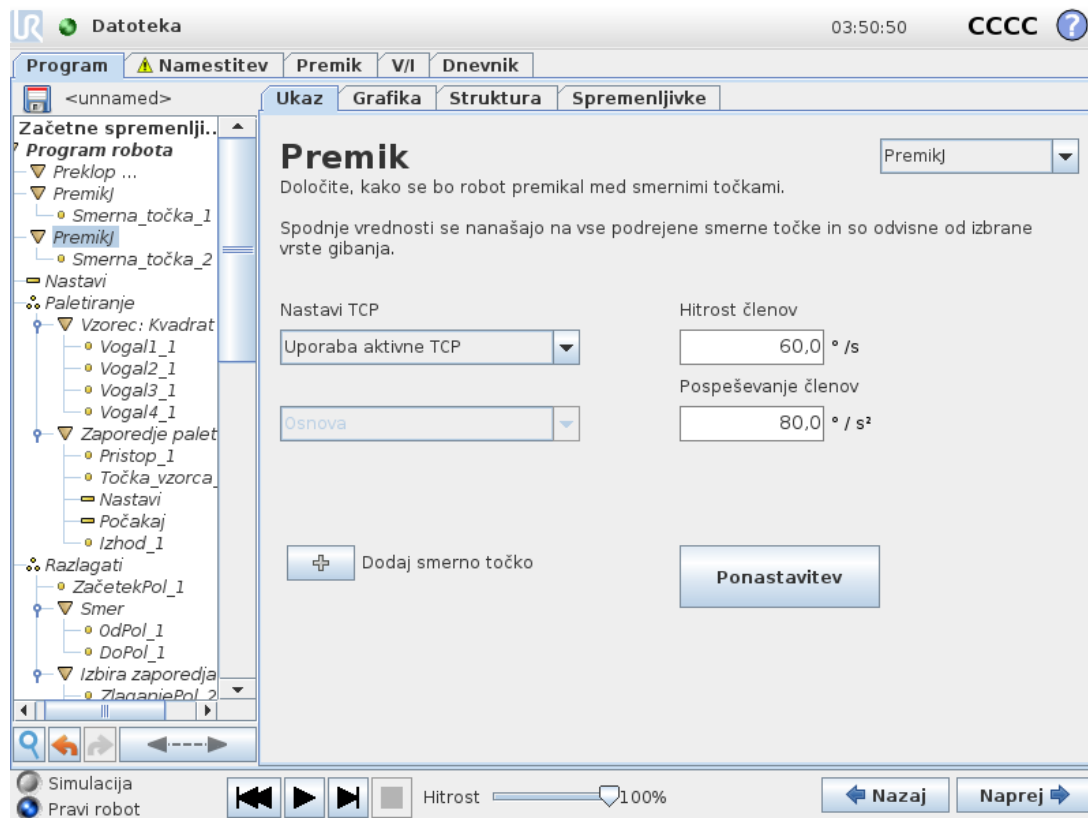 UR Datoteka 03:50:50 CCCC ?
Program Namestitev Premik V/I Dnevnik
<unnamed> Ukaz Grafika Struktura Spremenljivke
Začetne spremenlji..
Program robota
Preklop ...
PremikJ
Smerna_točka_1
PremikJ
Smerna_točka_2
Nastavi
Paletiranje
Vzorec: Kvadrat
Vogal1_1
Vogal2_1
Vogal3_1
Vogal4_1
Zaporedje palet
Pristop_1
Točka_vzorca_
Nastavi
Počakaj
Izhod_1
Razlagati
ZačetekPol_1
Smer
OdPol_1
DoPol_1
Izbira zaporedja
ZlaganjePol_2
Premik
PremikJ
Določite, kako se bo robot premikal med smernimi točkami.
Spodnje vrednosti se nanašajo na vse podrejene smerne točke in so odvisne od izbrane
vrste gibanja.
Nastavi TCP
Uporaba aktivne TCP
Osnova
Hitrost členov
60,0 ° /s
Pospeševanje členov
80,0 ° / s²
Dodaj smerno točko
Ponastavitev
Simulacija
Pravi robot
Hitrost 100%
Nazaj Naprej